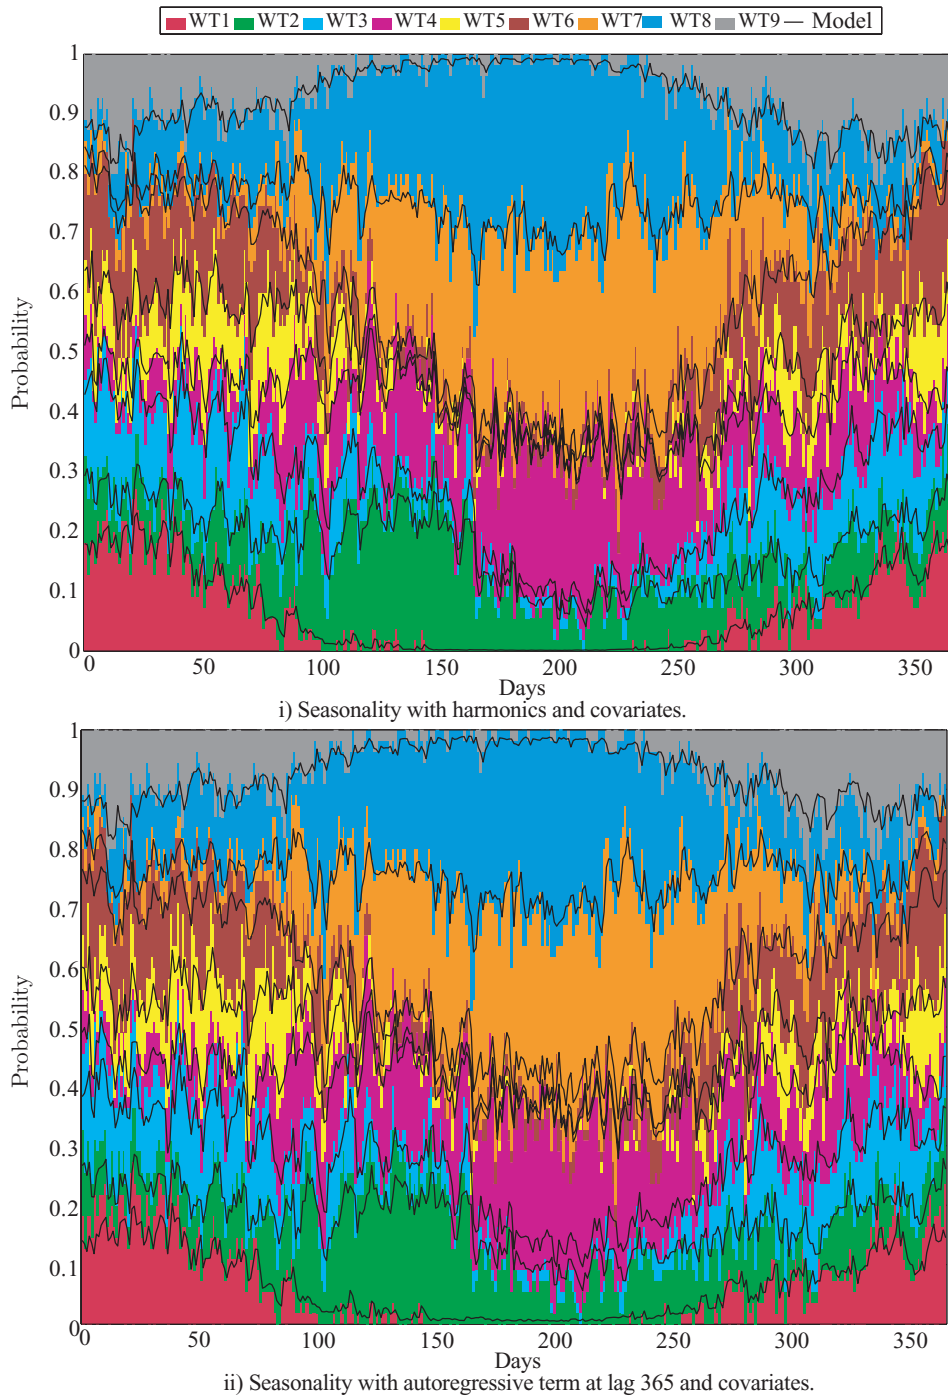 WT1 WT2 WT3 WT4 WT5 WT6 WT7 WT8 WT9 — Model
1
0.9
0.8
0.7
0.6
0.5
0.4
0.3
0.2
0.1
0
Probability
0 50 100 150 200 250 300 350
Days
i) Seasonality with harmonics and covariates.
1
0.9
0.8
0.7
0.6
0.5
0.4
0.3
0.2
0.1
0
Probability
0 50 100 150 200 250 300 350
Days
ii) Seasonality with autoregressive term at lag 365 and covariates.